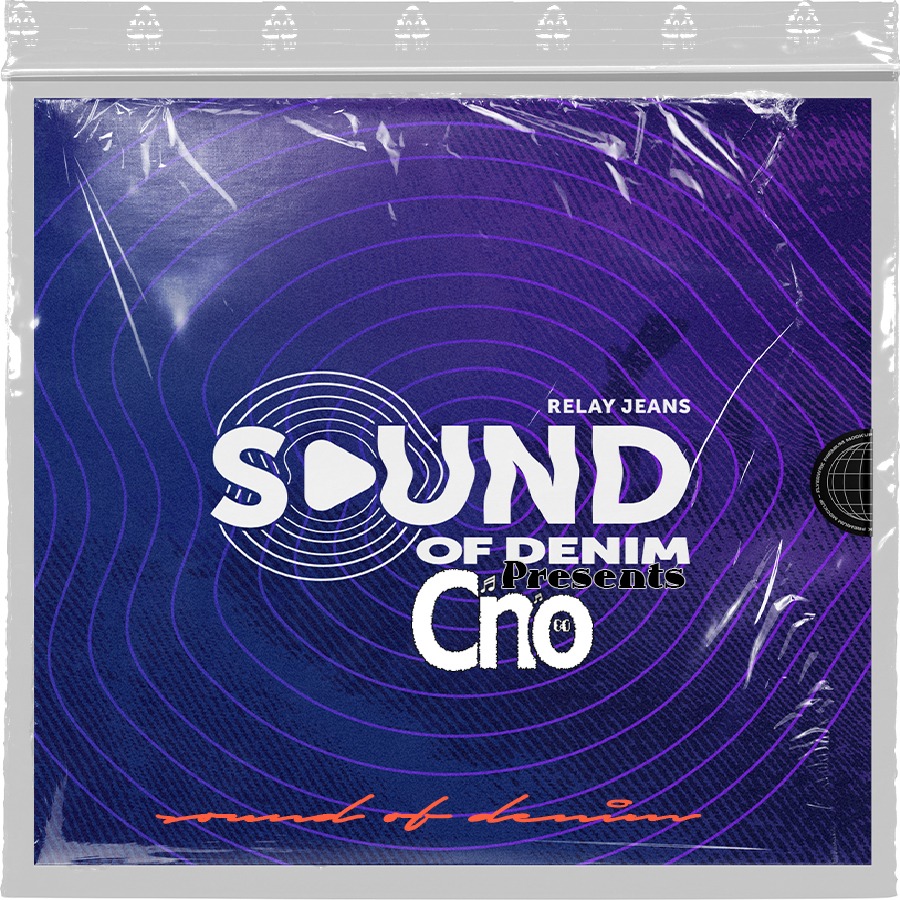 RELAY JEANS
SOUND
OF DENIM
Presents
Cno
sound of denim